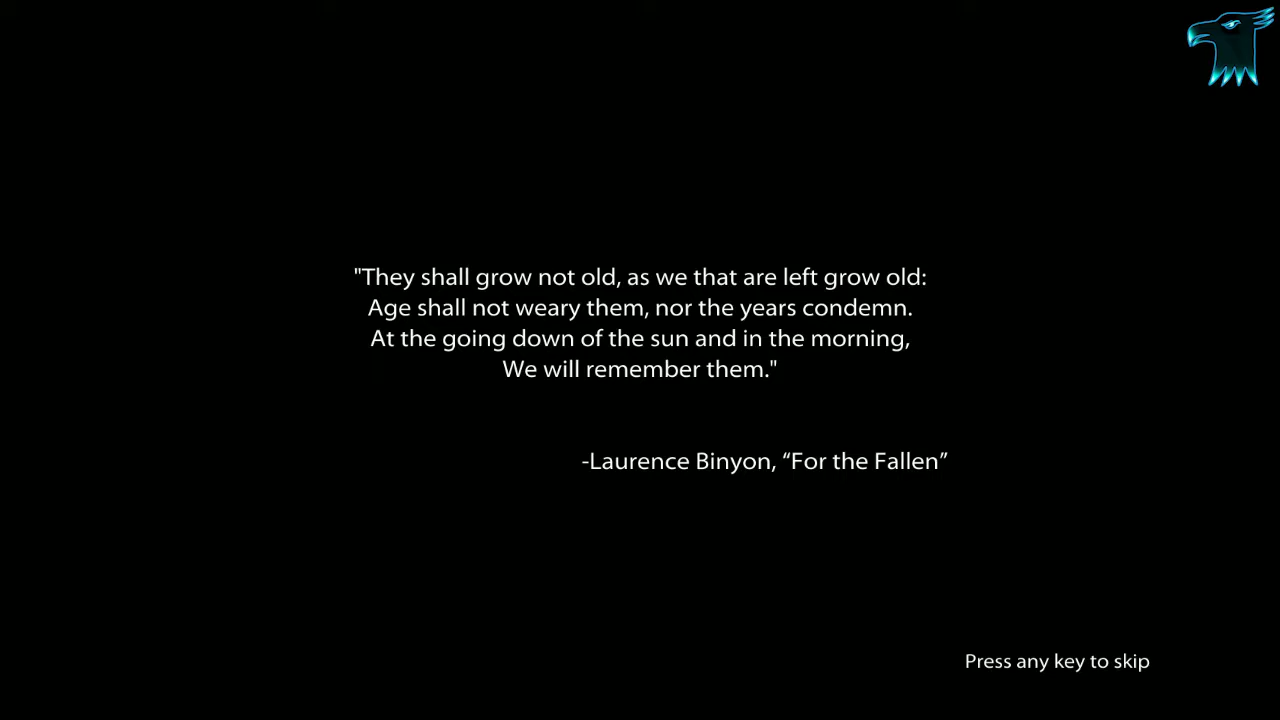 "They shall grow not old, as we that are left grow old:
Age shall not weary them, nor the years condemn.
At the going down of the sun and in the morning,
We will remember them."
-Laurence Binyon, “For the Fallen”
Press any key to skip